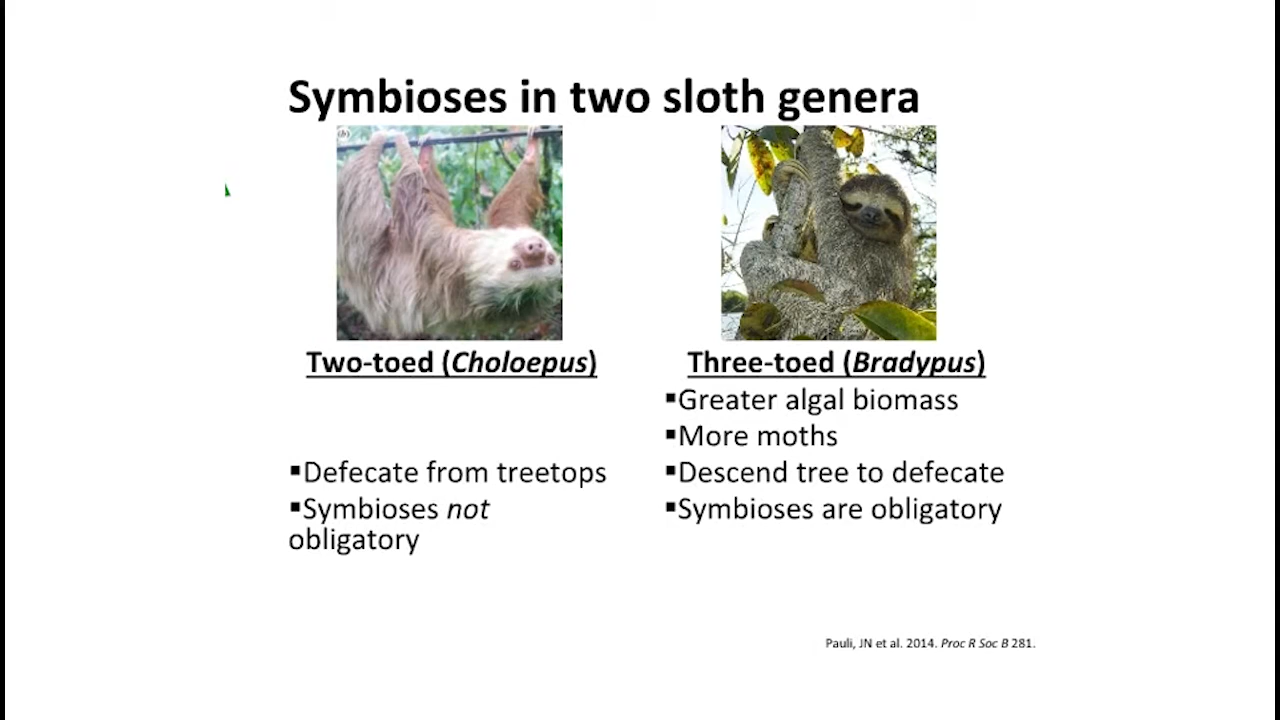 Symbioses in two sloth genera
(b)
Two-toed (Choloepus)
▪Defecate from treetops
▪Symbioses not
obligatory
Three-toed (Bradypus)
▪Greater algal biomass
▪More moths
▪Descend tree to defecate
▪Symbioses are obligatory
Pauli, JN et al. 2014. Proc R Soc B 281.